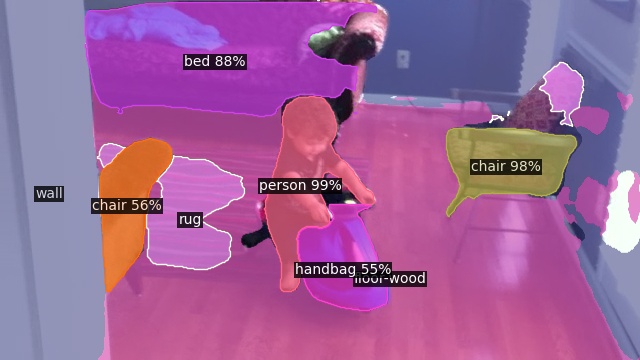 bed 88%
chair 98%
person 99%
wall
chair 56%
rug
handbag 55%
floor-wood